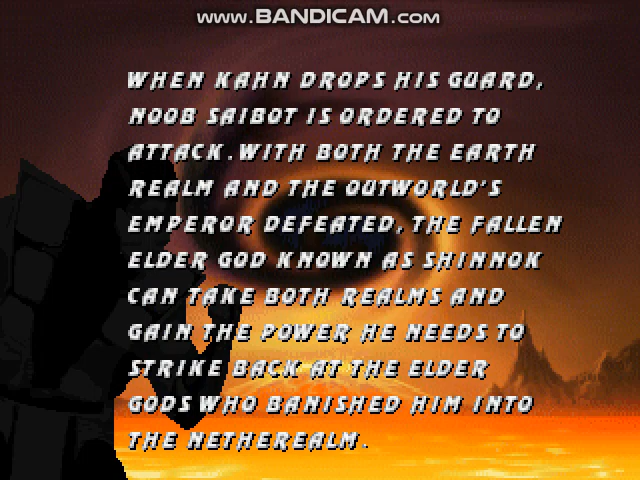 WWW.BANDICAM.COM
WHEN KAHN DROPS HIS GUARD,
NOOB SAIBOT IS ORDERED TO
ATTACK.WITH BOTH THE EARTH
REALM AND THE OUTWORLD'S
EMPEROR DEFEATED,THE FALLEN
ELDER GOD KNOWN AS SHINNOK
CAN TAKE BOTH REALMS AND
GAIN THE POWER HE NEEDS TO
STRIKE BACK AT THE ELDER
GODS WHO BANISHED HIM INTO
THE NETHEREALM.